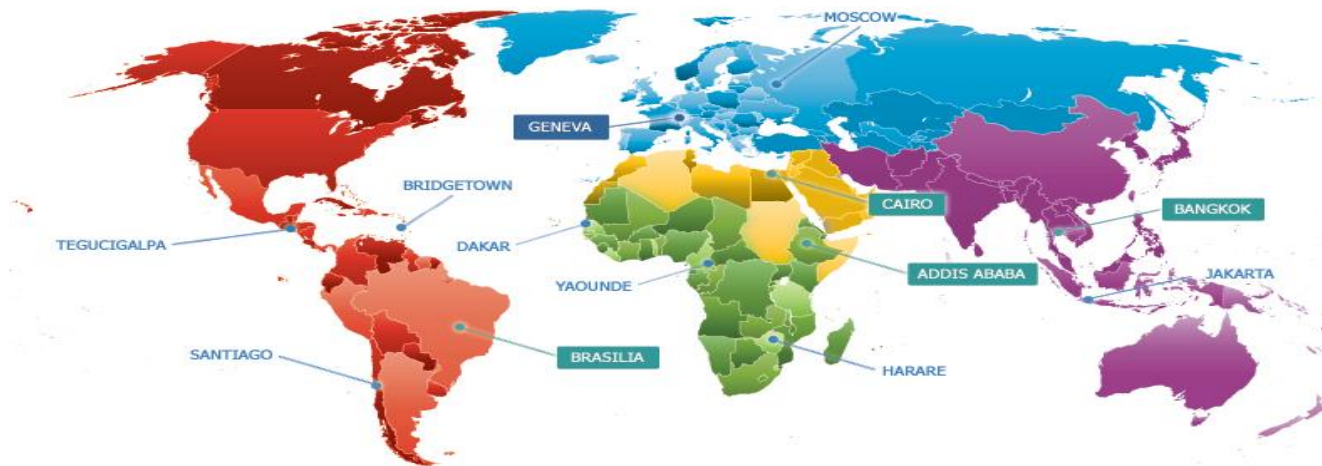 MOSCOW
GENEVA
BRIDGETOWN
CAIRO
BANGKOK
TEGUCIGALPA
DAKAR
ADDIS ABABA
JAKARTA
YAOUNDE
SANTIAGO
BRASILIA
HARARE